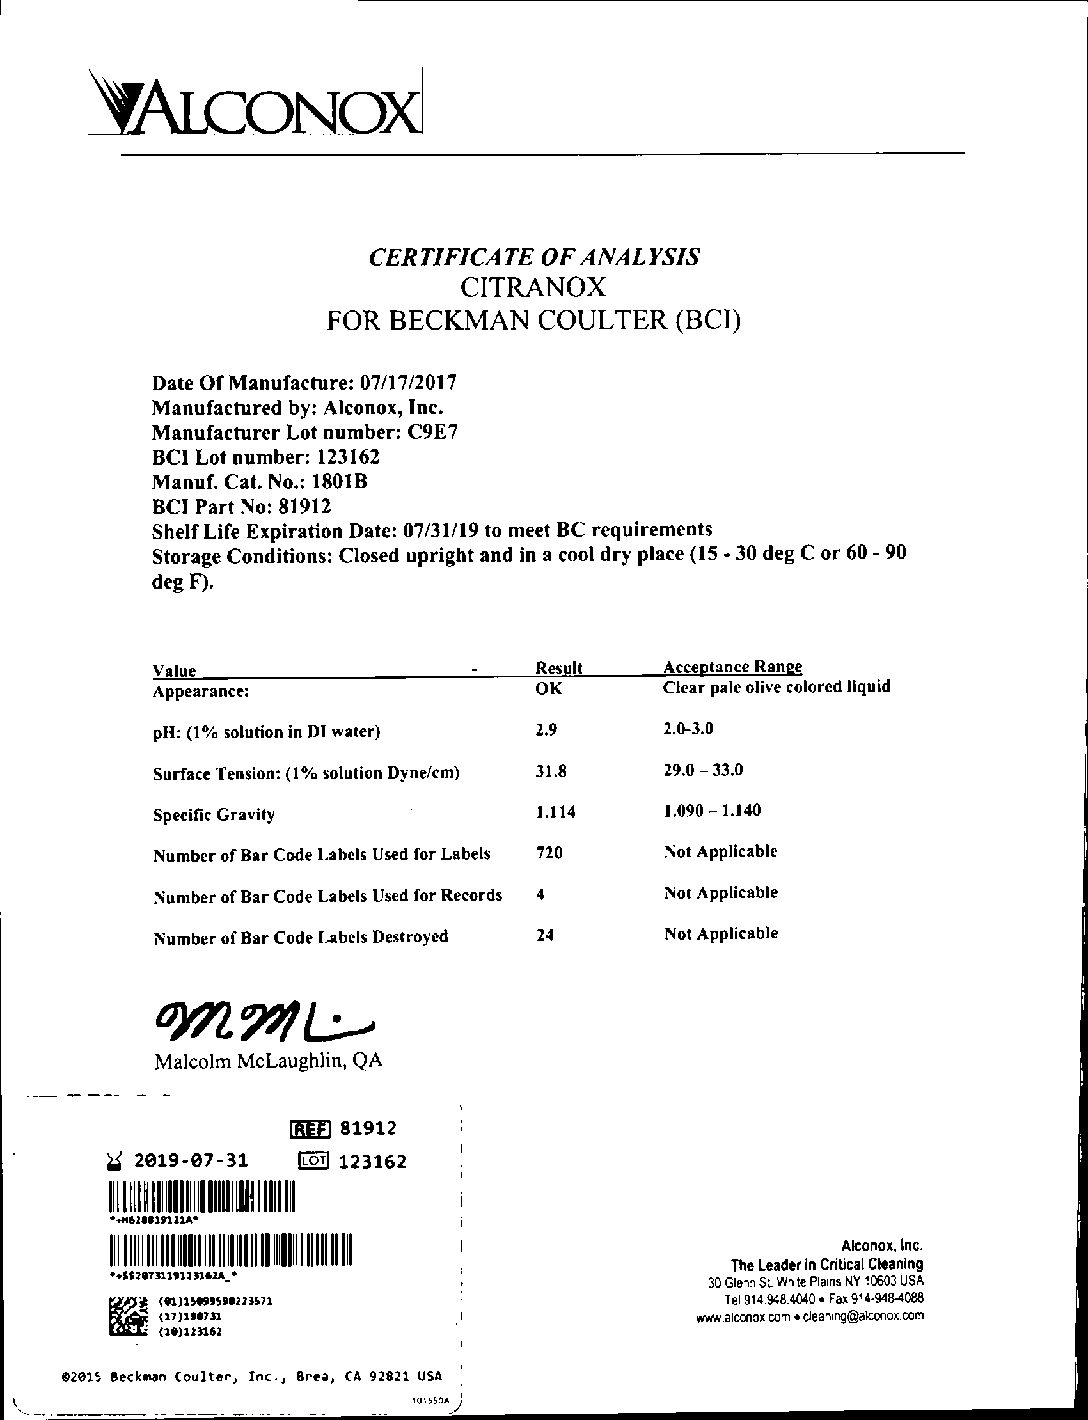 ALCONOX
CERTIFICATE OF ANALYSIS
CITRANOX
FOR BECKMAN COULTER (BCI)
Date Of Manufacture: 07/17/2017
Manufactured by: Alconox, Inc.
Manufacturer Lot number: C9E7
BCI Lot number: 123162
Manuf. Cat. No.: 1801B
BCI Part No: 81912
Shelf Life Expiration Date: 07/31/19 to meet BC requirements
Storage Conditions: Closed upright and in a cool dry place (15 - 30 deg C or 60 - 90
deg F).
Value - Result Acceptance Range
Appearance: OK Clear pale olive colored liquid
pH: (1% solution in DI water) 2.9 2.0-3.0
Surface Tension: (1% solution Dyne/cm) 31.8 29.0 – 33.0
Specific Gravity 1.114 1.090 – 1.140
Number of Bar Code Labels Used for Labels 720 Not Applicable
Number of Bar Code Labels Used for Records 4 Not Applicable
Number of Bar Code Labels Destroyed 24 Not Applicable
Malcolm McLaughlin, QA
REF 81912
2019-07-31 LOT 123162
(01)15099590223571
(17)190731
(10)123162
©2015 Beckman Coulter, Inc., Brea, CA 92821 USA
Alconox, Inc.
The Leader in Critical Cleaning
30 Glenn St. White Plains NY 10603 USA
Tel 914.948.4040 • Fax 914-948-4088
www.alconox.com • cleaning@alconox.com